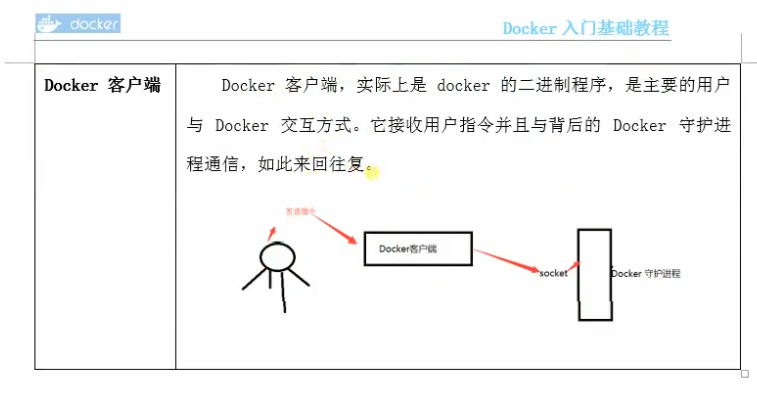 docker
Docker 入门基础教程
Docker 客户端
Docker 客户端，实际上是 docker 的二进制程序，是主要的用户
与 Docker 交互方式。它接收用户指令并且与背后的 Docker 守护进
程通信，如此来回往复。
发送指令
Docker客户端
socket
Docker 守护进程